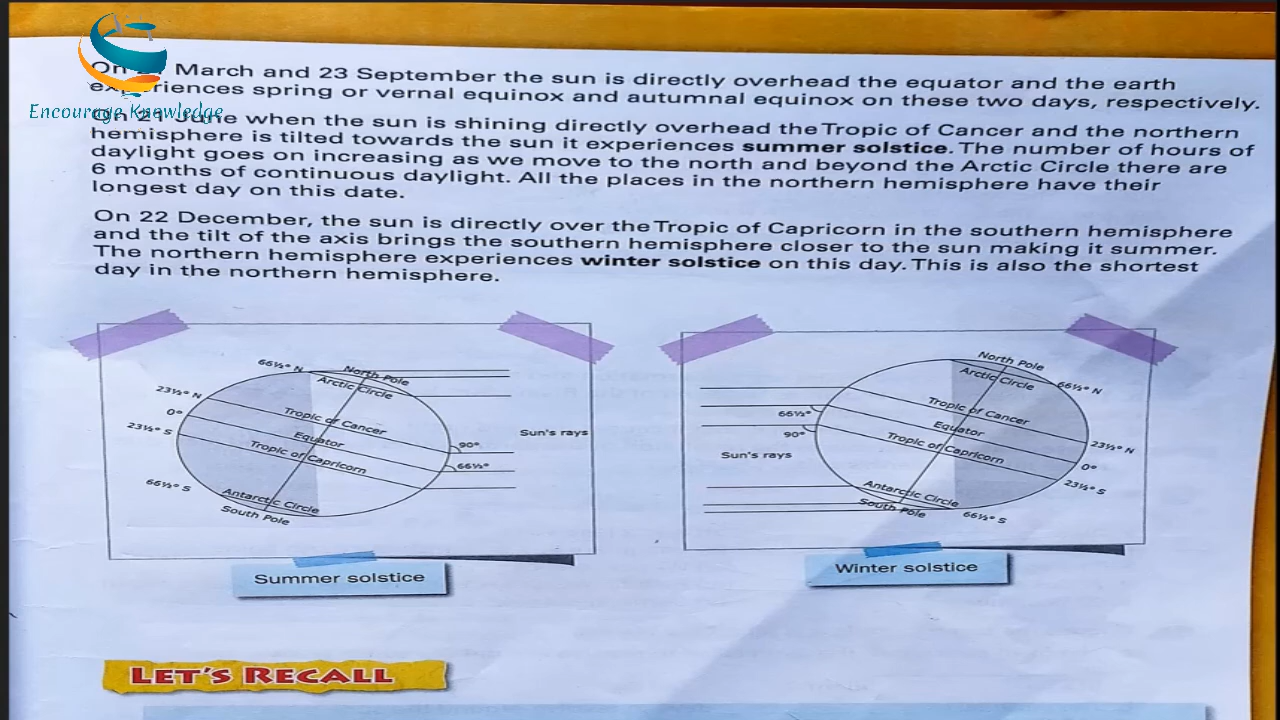 Encourage Knowledge
On March and 23 September the sun is directly overhead the equator and the earth
experiences spring or vernal equinox and autumnal equinox on these two days, respectively.
On 21 June when the sun is shining directly overhead the Tropic of Cancer and the northern
hemisphere is tilted towards the sun it experiences summer solstice. The number of hours of
daylight goes on increasing as we move to the north and beyond the Arctic Circle there are
6 months of continuous daylight. All the places in the northern hemisphere have their
longest day on this date.
On 22 December, the sun is directly over the Tropic of Capricorn in the southern hemisphere
and the tilt of the axis brings the southern hemisphere closer to the sun making it summer.
The northern hemisphere experiences winter solstice on this day. This is also the shortest
day in the northern hemisphere.
66½° N
North Pole
Arctic Circle
23½° N
Tropic of Cancer
0°
Equator
23½° S
Tropic of Capricorn
90°
66½°
Sun's rays
66½° S
Antarctic Circle
South Pole
Summer solstice
North Pole
Arctic Circle
66½° N
Tropic of Cancer
66½°
Equator
90°
Tropic of Capricorn
23½° N
Sun's rays
0°
23½° S
Antarctic Circle
South Pole
66½° S
Winter solstice
LET'S RECALL